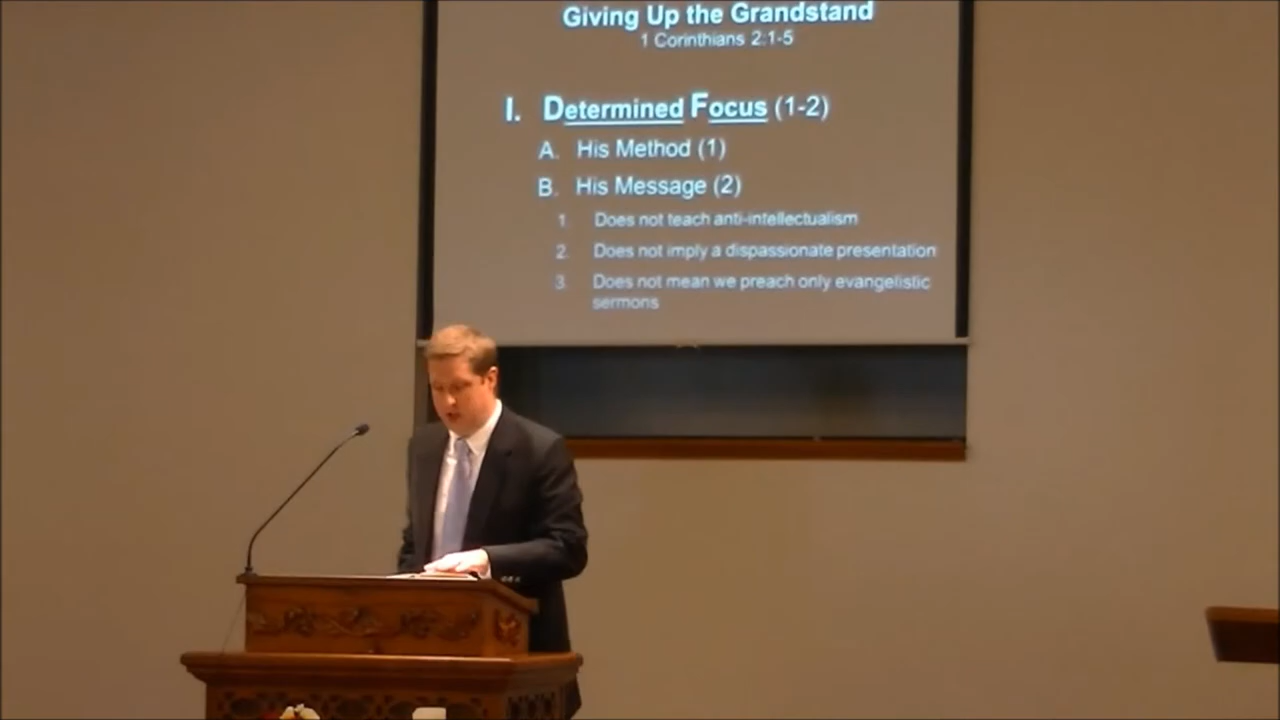 Giving Up the Grandstand
1 Corinthians 2:1-5
I. Determined Focus (1-2)
A. His Method (1)
B. His Message (2)
1. Does not teach anti-intellectualism
2. Does not imply a dispassionate presentation
3. Does not mean we preach only evangelistic
sermons